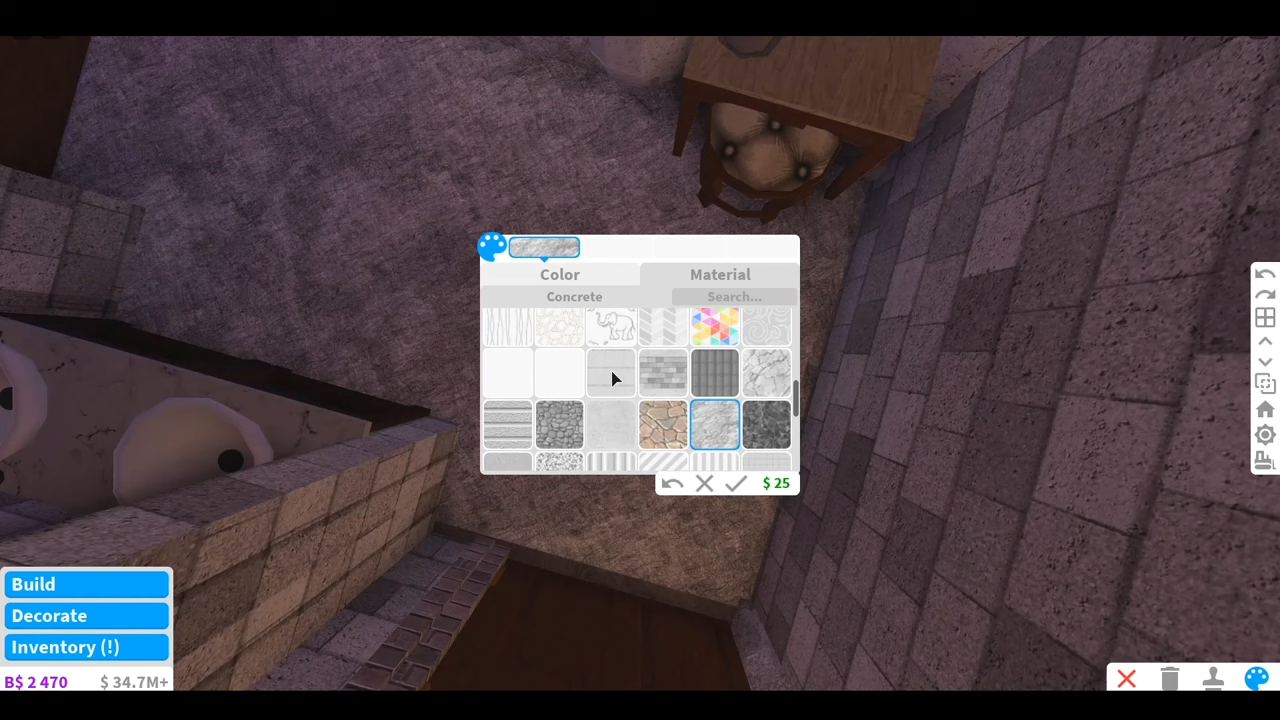 Color
Material
Concrete
Search...
$ 25
Build
Decorate
Inventory (!)
B$ 2 470
$ 34.7M+